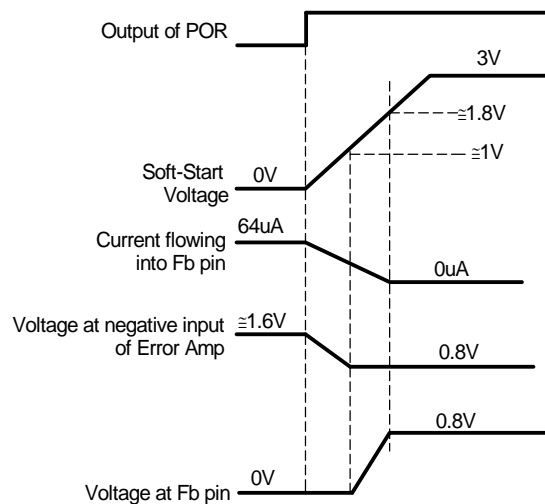 Output of POR
3V
≅1.8V
≅1V
Soft-Start
Voltage
0V
64uA
Current flowing
into Fb pin
0uA
Voltage at negative input
of Error Amp
≅1.6V
0.8V
0.8V
Voltage at Fb pin
0V